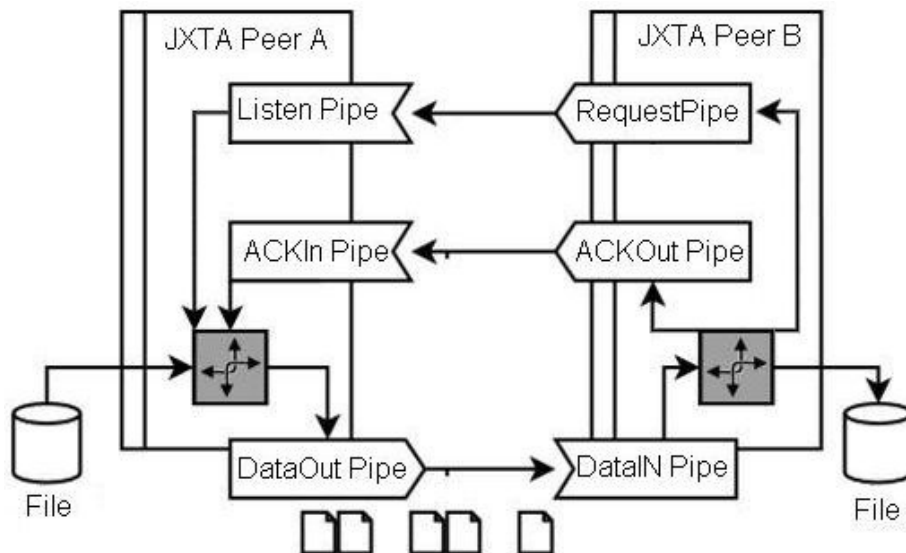 JXTA Peer A
JXTA Peer B
Listen Pipe
RequestPipe
ACKIn Pipe
ACKOut Pipe
DataOut Pipe
DataIN Pipe
File
File